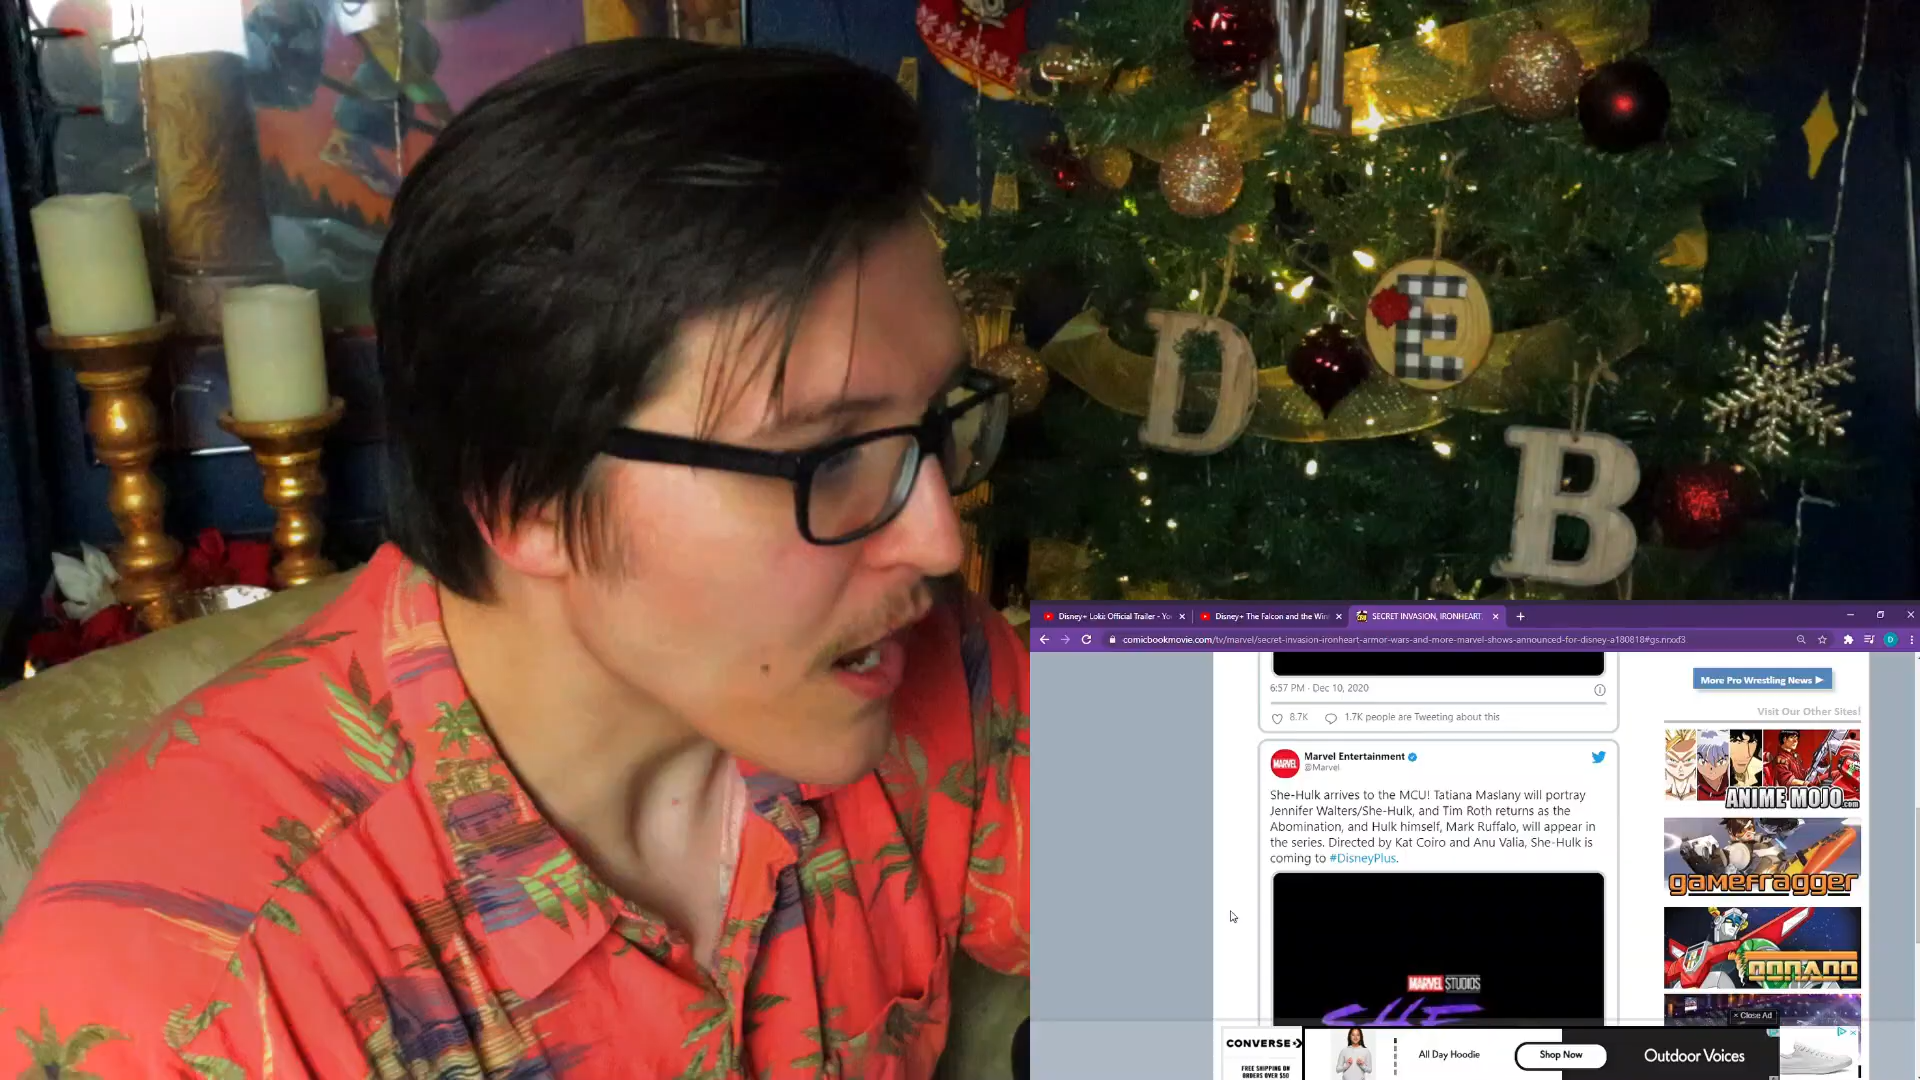 M
D
E
B
Disney+ Loki: Official Trailer - Yo
Disney+ The Falcon and the Win
SECRET INVASION, IRONHEART
comicbookmovie.com/tv/marvel/secret-invasion-ironheart-armor-wars-and-more-marvel-shows-announced-for-disney-a180818#gs.nrxxd3
6:57 PM · Dec 10, 2020
8.7K 1.7K people are Tweeting about this
MARVEL
Marvel Entertainment
@Marvel
She-Hulk arrives to the MCU! Tatiana Maslany will portray
Jennifer Walters/She-Hulk, and Tim Roth returns as the
Abomination, and Hulk himself, Mark Ruffalo, will appear in
the series. Directed by Kat Coiro and Anu Valia, She-Hulk is
coming to #DisneyPlus.
MARVEL STUDIOS
SHE
More Pro Wrestling News
Visit Our Other Sites!
ANIME MOJO.com
gamefragger
× Close Ad
CONVERSE
FREE SHIPPING ON
ORDERS OVER $50
All Day Hoodie
Shop Now
Outdoor Voices